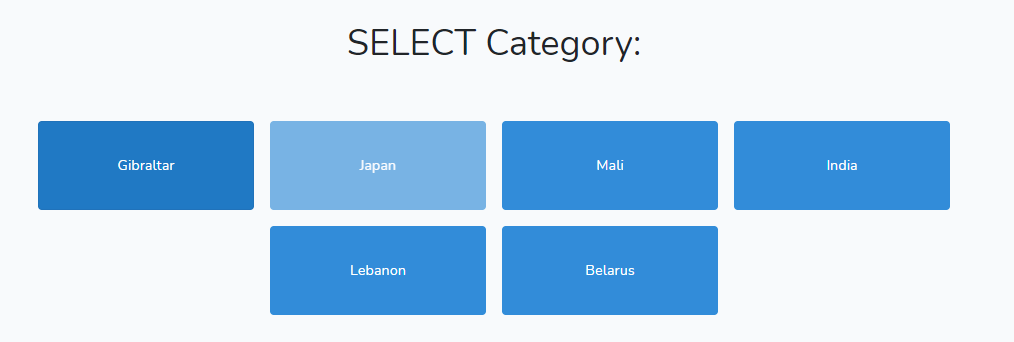 SELECT Category:
Gibraltar Japan Mali India
Lebanon Belarus